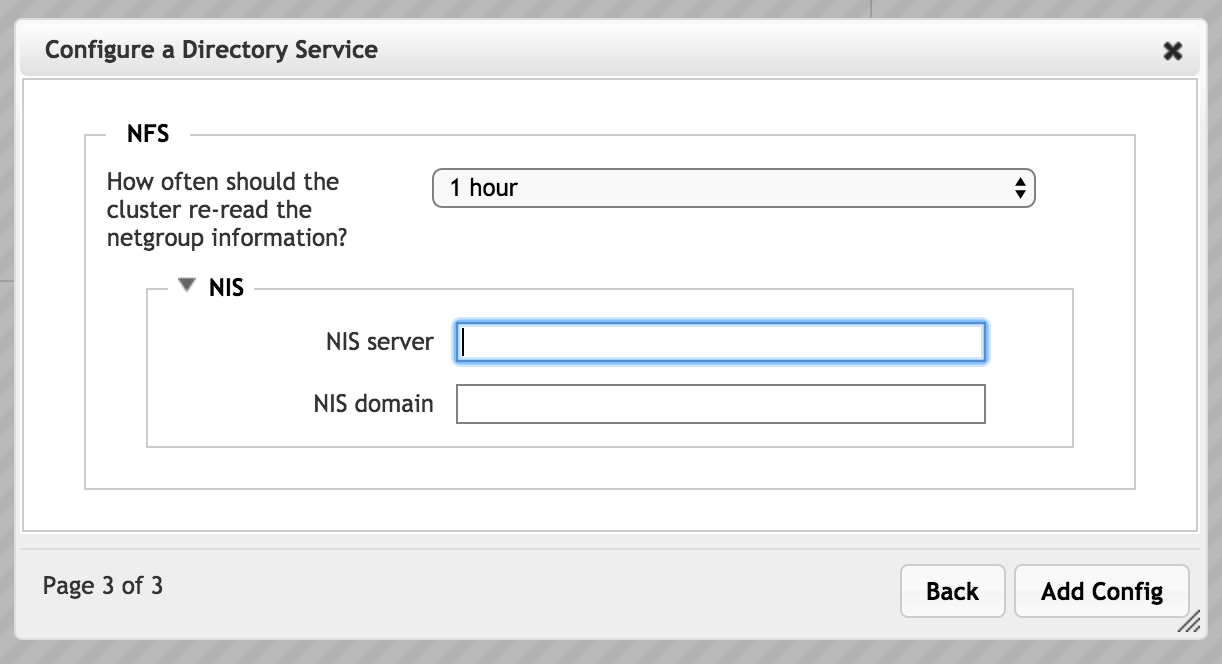 Configure a Directory Service
NFS
How often should the
cluster re-read the
netgroup information?
1 hour
NIS
NIS server
NIS domain
Page 3 of 3
Back
Add Config